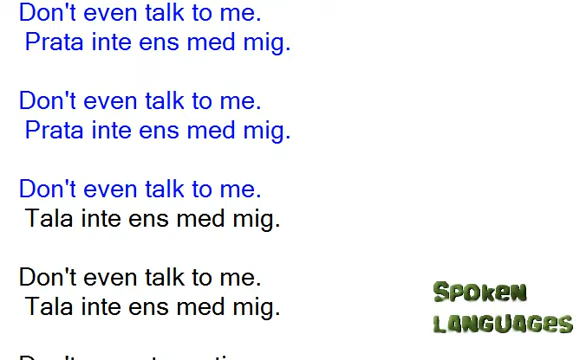 Don't even talk to me.
Prata inte ens med mig.
Don't even talk to me.
Prata inte ens med mig.
Don't even talk to me.
Tala inte ens med mig.
Don't even talk to me.
Tala inte ens med mig.
SPOKEN
LANGUAGES